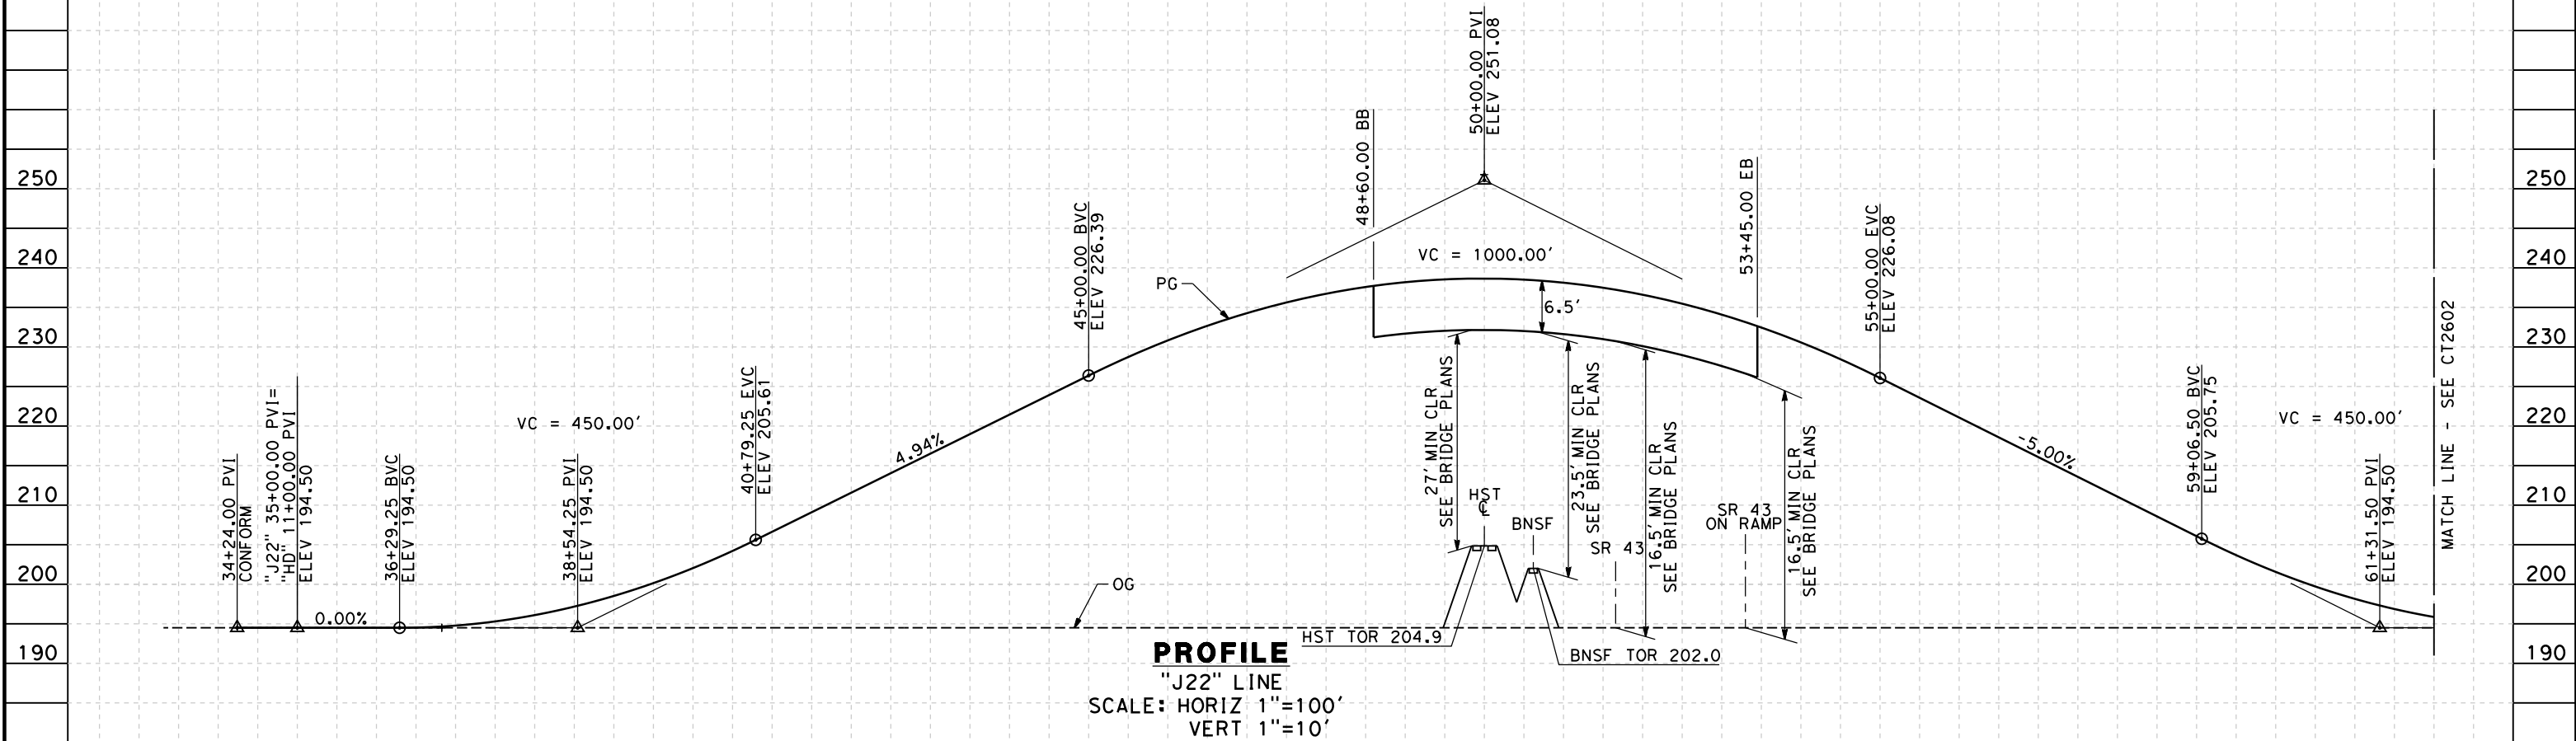 250
240
230
220
210
200
190
34+24.00 PVI
CONFORM
"J22" 35+00.00 PVI=
"HD" 11+00.00 PVI
ELEV 194.50
0.00%
36+29.25 BVC
ELEV 194.50
VC = 450.00'
38+54.25 PVI
ELEV 194.50
40+79.25 EVC
ELEV 205.61
4.94%
45+00.00 BVC
ELEV 226.39
PG
OG
48+60.00 BB
50+00.00 PVI
ELEV 251.08
VC = 1000.00'
6.5'
53+45.00 EB
27' MIN CLR
SEE BRIDGE PLANS
HST
℄
BNSF
23.5' MIN CLR
SEE BRIDGE PLANS
SR 43
16.5' MIN CLR
SEE BRIDGE PLANS
SR 43
ON RAMP
16.5' MIN CLR
SEE BRIDGE PLANS
HST TOR 204.9
BNSF TOR 202.0
55+00.00 EVC
ELEV 226.08
-5.00%
59+06.50 BVC
ELEV 205.75
VC = 450.00'
61+31.50 PVI
ELEV 194.50
MATCH LINE - SEE CT2602
250
240
230
220
210
200
190
PROFILE
"J22" LINE
SCALE: HORIZ 1"=100'
VERT 1"=10'